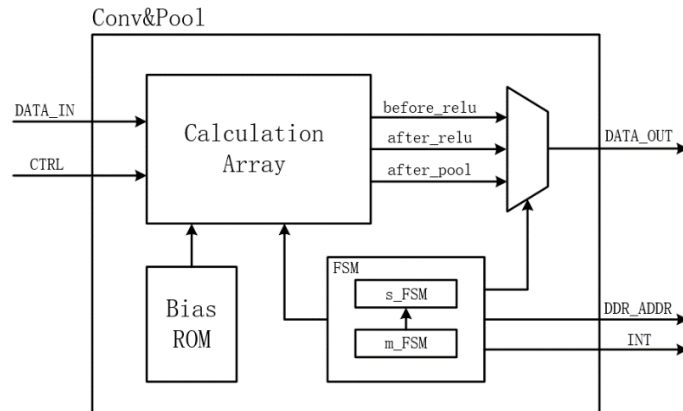 Conv&Pool
DATA_IN
CTRL
Calculation
Array
before_relu
after_relu
after_pool
DATA_OUT
Bias
ROM
FSM
s_FSM
m_FSM
DDR_ADDR
INT